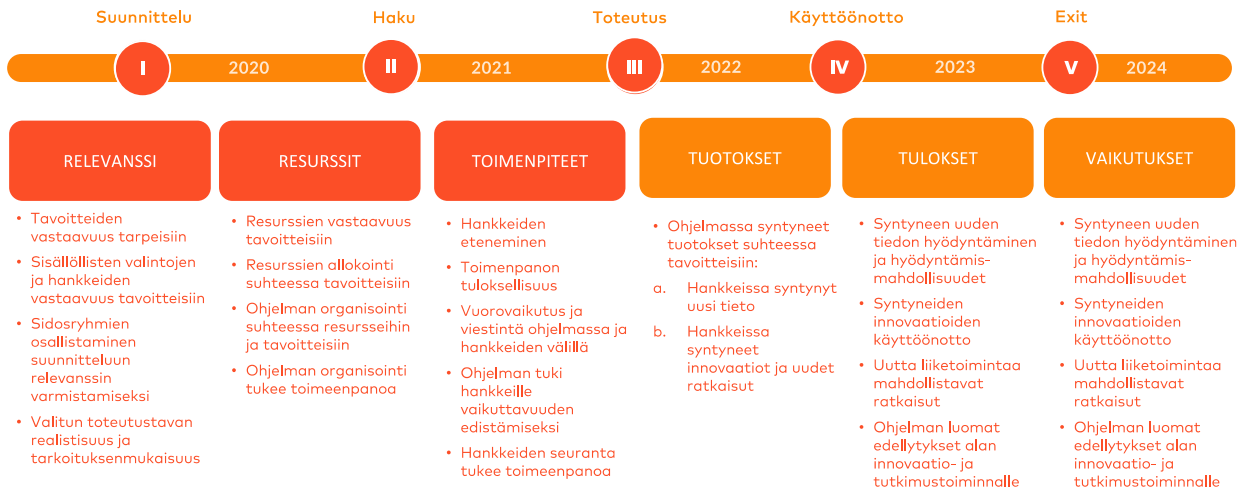 Suunnittelu
Haku
Toteutus
Käyttöönotto
Exit
I
2020
II
2021
III
2022
IV
2023
V
2024
RELEVANSSI
• Tavoitteiden
vastaavuus tarpeisiin
• Sisällöllisten valintojen
ja hankkeiden
vastaavuus tavoitteisiin
• Sidosryhmien
osallistaminen
suunnitteluun
relevanssin
varmistamiseksi
• Valitun toteutustavan
realistisuus ja
tarkoituksenmukaisuus
RESURSSIT
• Resurssien vastaavuus
tavoitteisiin
• Resurssien allokointi
suhteessa tavoitteisiin
• Ohjelman organisointi
suhteessa resursseihin
ja tavoitteisiin
• Ohjelman organisointi
tukee toimeenpanoa
TOIMENPITEET
• Hankkeiden
eteneminen
• Toimenpanon
tuloksellisuus
• Vuorovaikutus ja
viestintä ohjelmassa ja
hankkeiden välillä
• Ohjelman tuki
hankkeille
vaikuttavuuden
edistämiseksi
• Hankkeiden seuranta
tukee toimeenpanoa
TUOTOKSET
• Ohjelmassa syntyneet
tuotokset suhteessa
tavoitteisiin:
a. Hankkeissa syntynyt
uusi tieto
b. Hankkeissa
syntyneet
innovaatiot ja uudet
ratkaisut
TULOKSET
• Syntyneen uuden
tiedon hyödyntäminen
ja hyödyntämis-
mahdollisuudet
• Syntyneiden
innovaatioiden
käyttöönotto
• Uutta liiketoimintaa
mahdollistavat
ratkaisut
• Ohjelman luomat
edellytykset alan
innovaatio- ja
tutkimustoiminnalle
VAIKUTUKSET
• Syntyneen uuden
tiedon hyödyntäminen
ja hyödyntämis-
mahdollisuudet
• Syntyneiden
innovaatioiden
käyttöönotto
• Uutta liiketoimintaa
mahdollistavat
ratkaisut
• Ohjelman luomat
edellytykset alan
innovaatio- ja
tutkimustoiminnalle